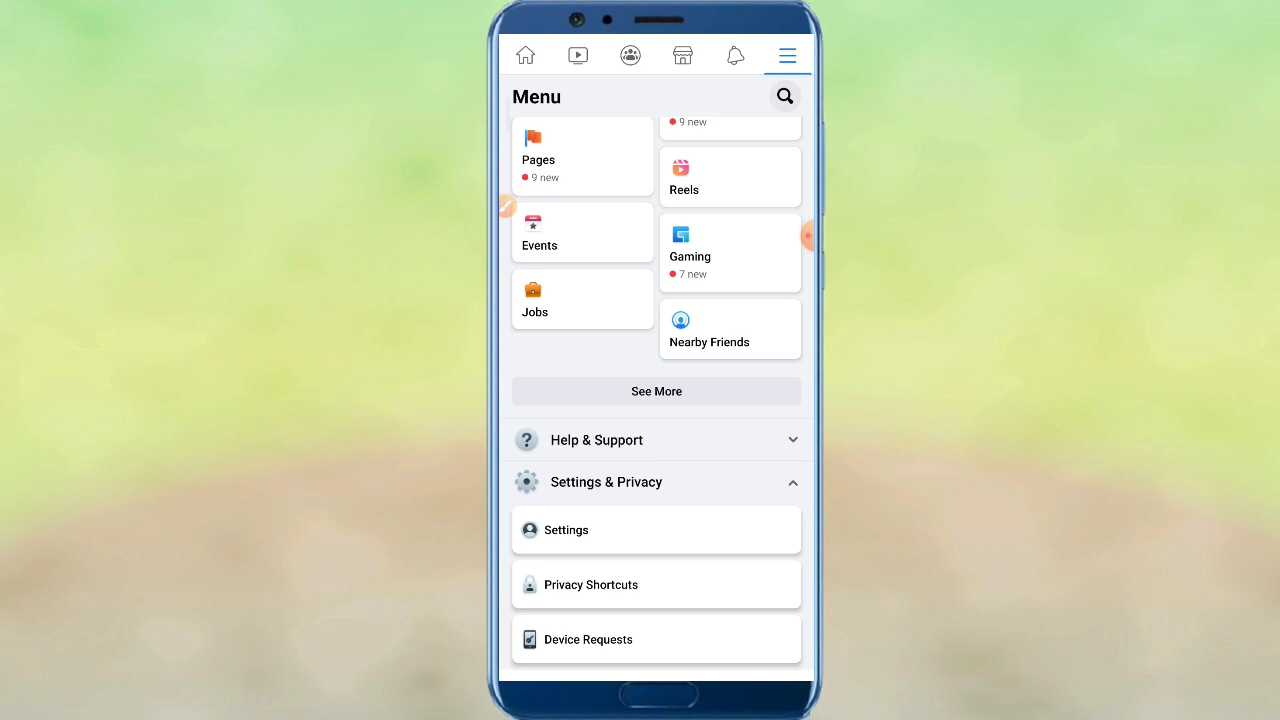 Menu
9 new
Pages
9 new
Reels
Events
Gaming
7 new
Jobs
Nearby Friends
See More
Help & Support
Settings & Privacy
Settings
Privacy Shortcuts
Device Requests